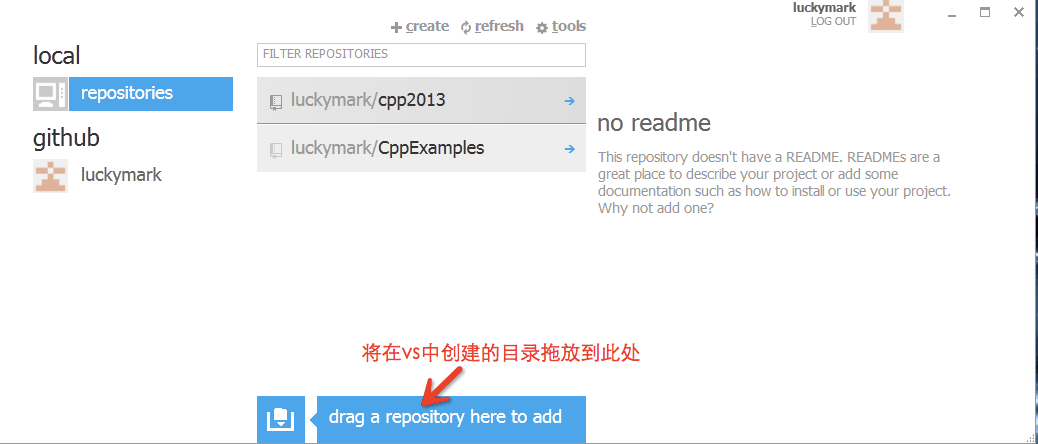 luckymark
LOG OUT
create refresh tools
local
FILTER REPOSITORIES
repositories
luckymark/cpp2013
github
luckymark/CppExamples
luckymark
no readme
This repository doesn't have a README. READMEs are a
great place to describe your project or add some
documentation such as how to install or use your project.
Why not add one?
将在vs中创建的目录拖放到此处
drag a repository here to add